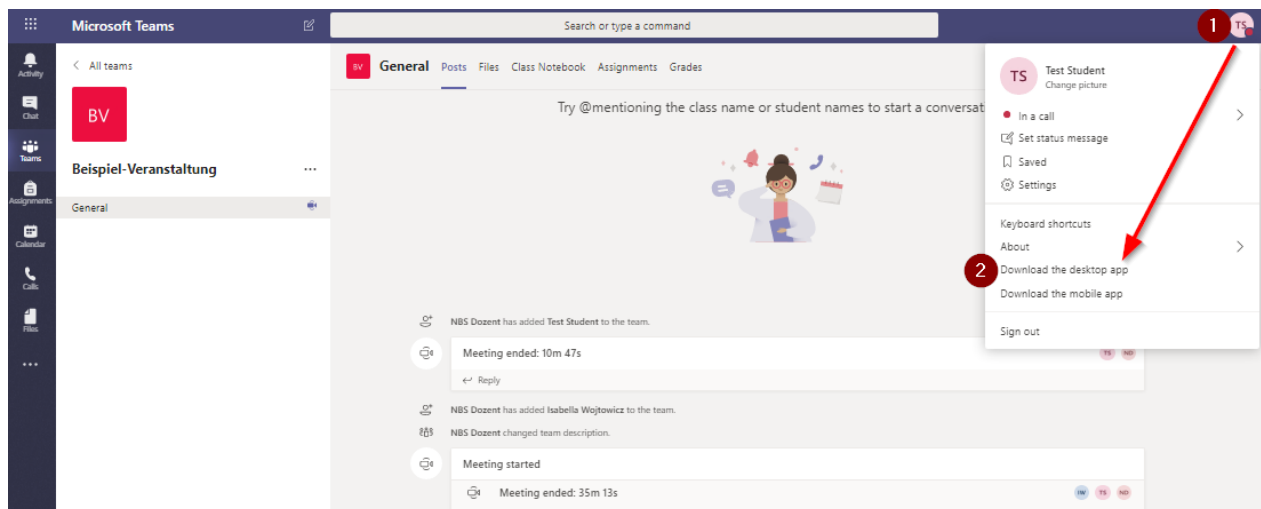 Microsoft Teams
Search or type a command
1
TS
Activity
Chat
Teams
Assignments
Calendar
Calls
Files
All teams
BV
Beispiel-Veranstaltung
General
BV General Posts Files Class Notebook Assignments Grades
Try @mentioning the class name or student names to start a conversati
NBS Dozent has added Test Student to the team.
Meeting ended: 10m 47s
TS ND
Reply
NBS Dozent has added Isabella Wojtowicz to the team.
NBS Dozent changed team description.
Meeting started
Meeting ended: 35m 13s
IW TS ND
TS
Test Student
Change picture
In a call
Set status message
Saved
Settings
Keyboard shortcuts
About
2 Download the desktop app
Download the mobile app
Sign out